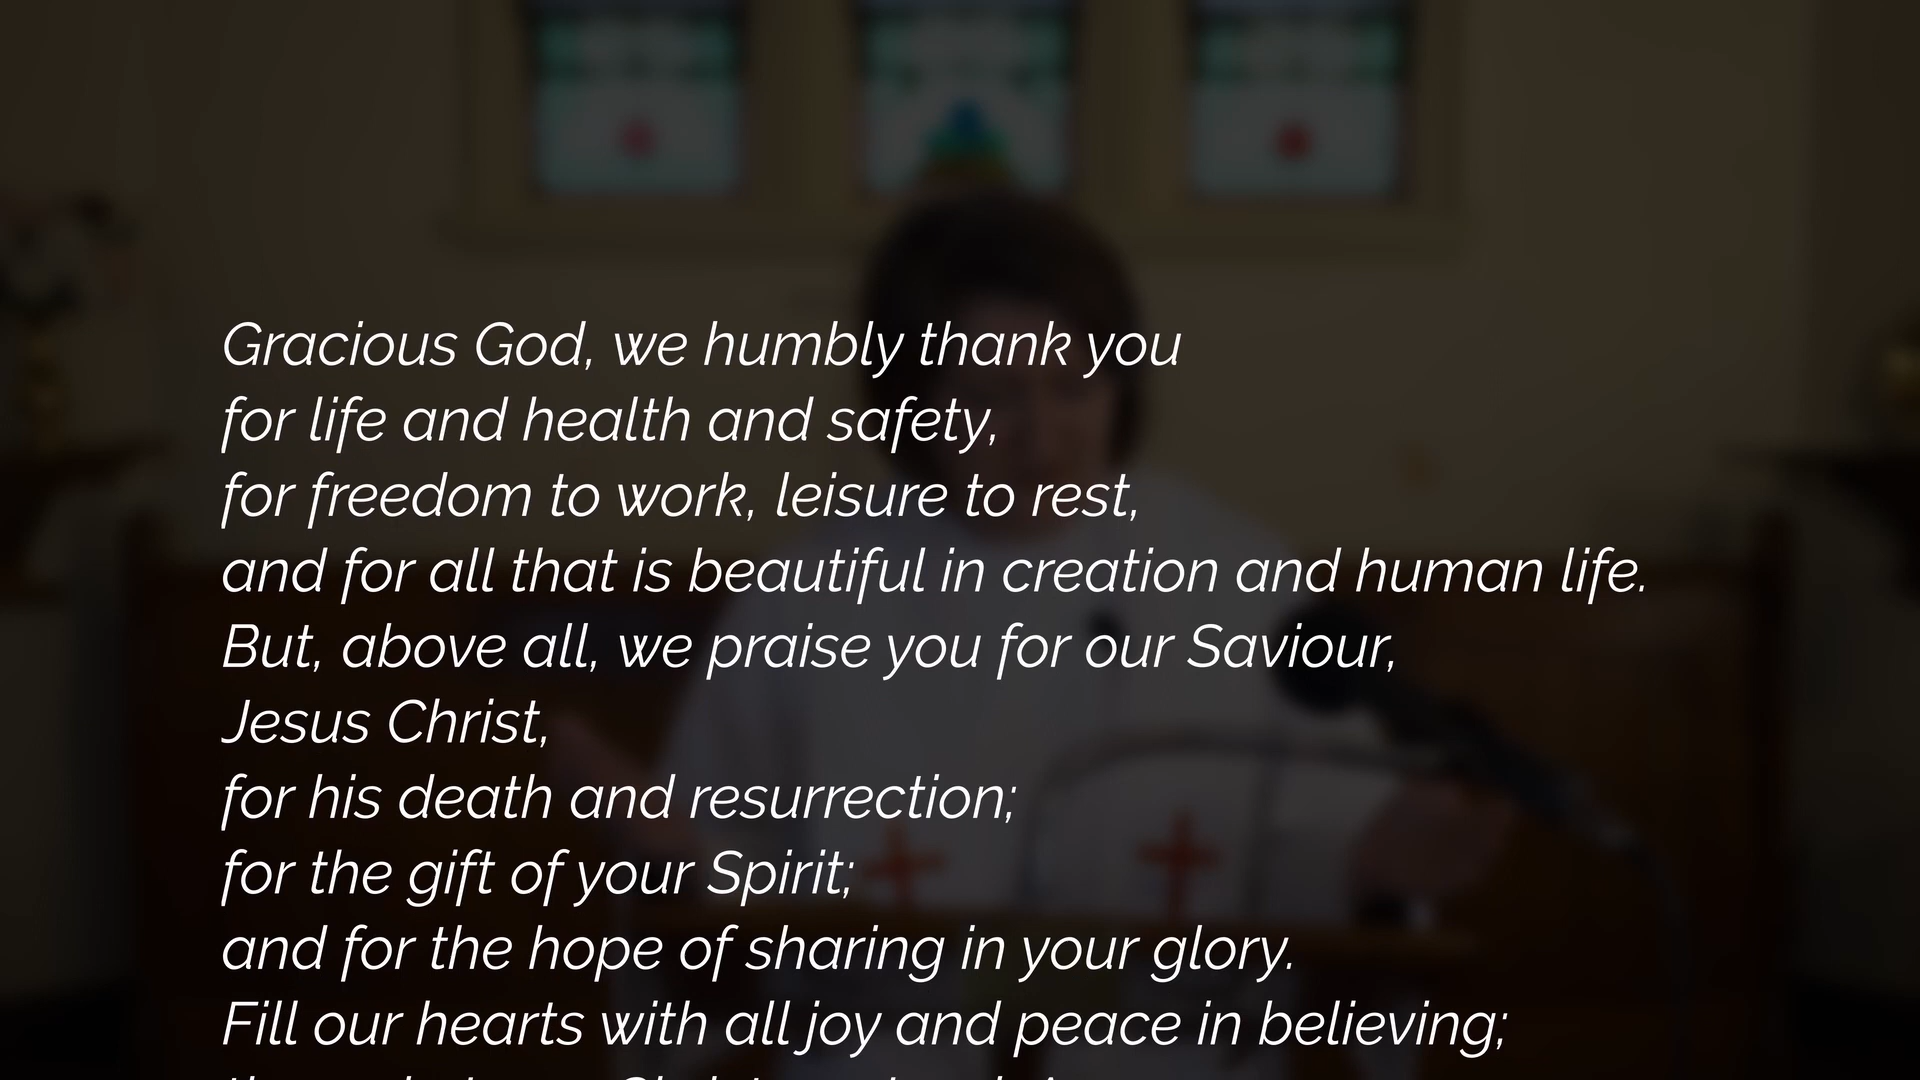 Gracious God, we humbly thank you
for life and health and safety,
for freedom to work, leisure to rest,
and for all that is beautiful in creation and human life.
But, above all, we praise you for our Saviour,
Jesus Christ,
for his death and resurrection;
for the gift of your Spirit;
and for the hope of sharing in your glory.
Fill our hearts with all joy and peace in believing;